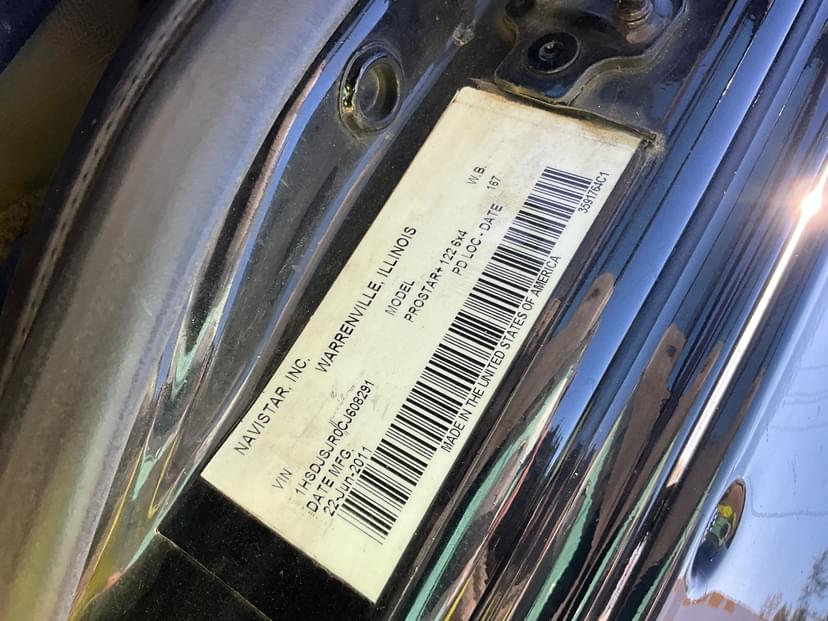 NAVISTAR, INC.
WARRENVILLE, ILLINOIS
VIN
MODEL
W.B.
1HSDJSJR0CJ608291
PROSTAR+ 122 6x4
167
DATE MFG.
PD LOC - DATE
22-Jun-2011
3591764C1
MADE IN THE UNITED STATES OF AMERICA